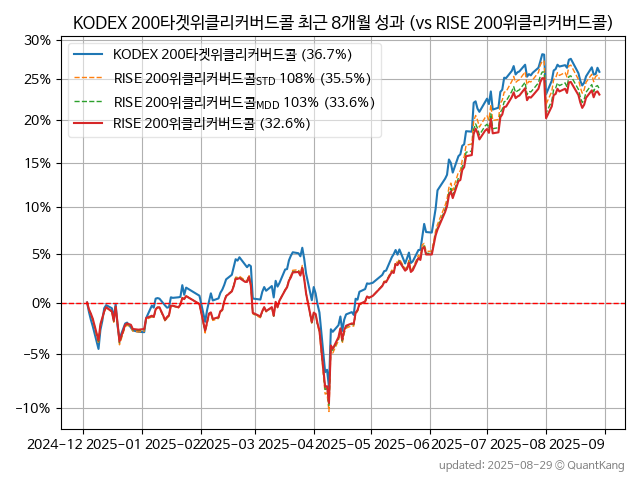 KODEX 200타겟위클리커버드콜 최근 8개월 성과 (vs RISE 200위클리커버드콜)
30%
25%
20%
15%
10%
5%
0%
−5%
−10%
KODEX 200타겟위클리커버드콜 (36.7%)
RISE 200위클리커버드콜STD 108% (35.5%)
RISE 200위클리커버드콜MDD 103% (33.6%)
RISE 200위클리커버드콜 (32.6%)
2024-12 2025-01 2025-02 2025-03 2025-04 2025-05 2025-06 2025-07 2025-08 2025-09
updated: 2025-08-29 © QuantKang